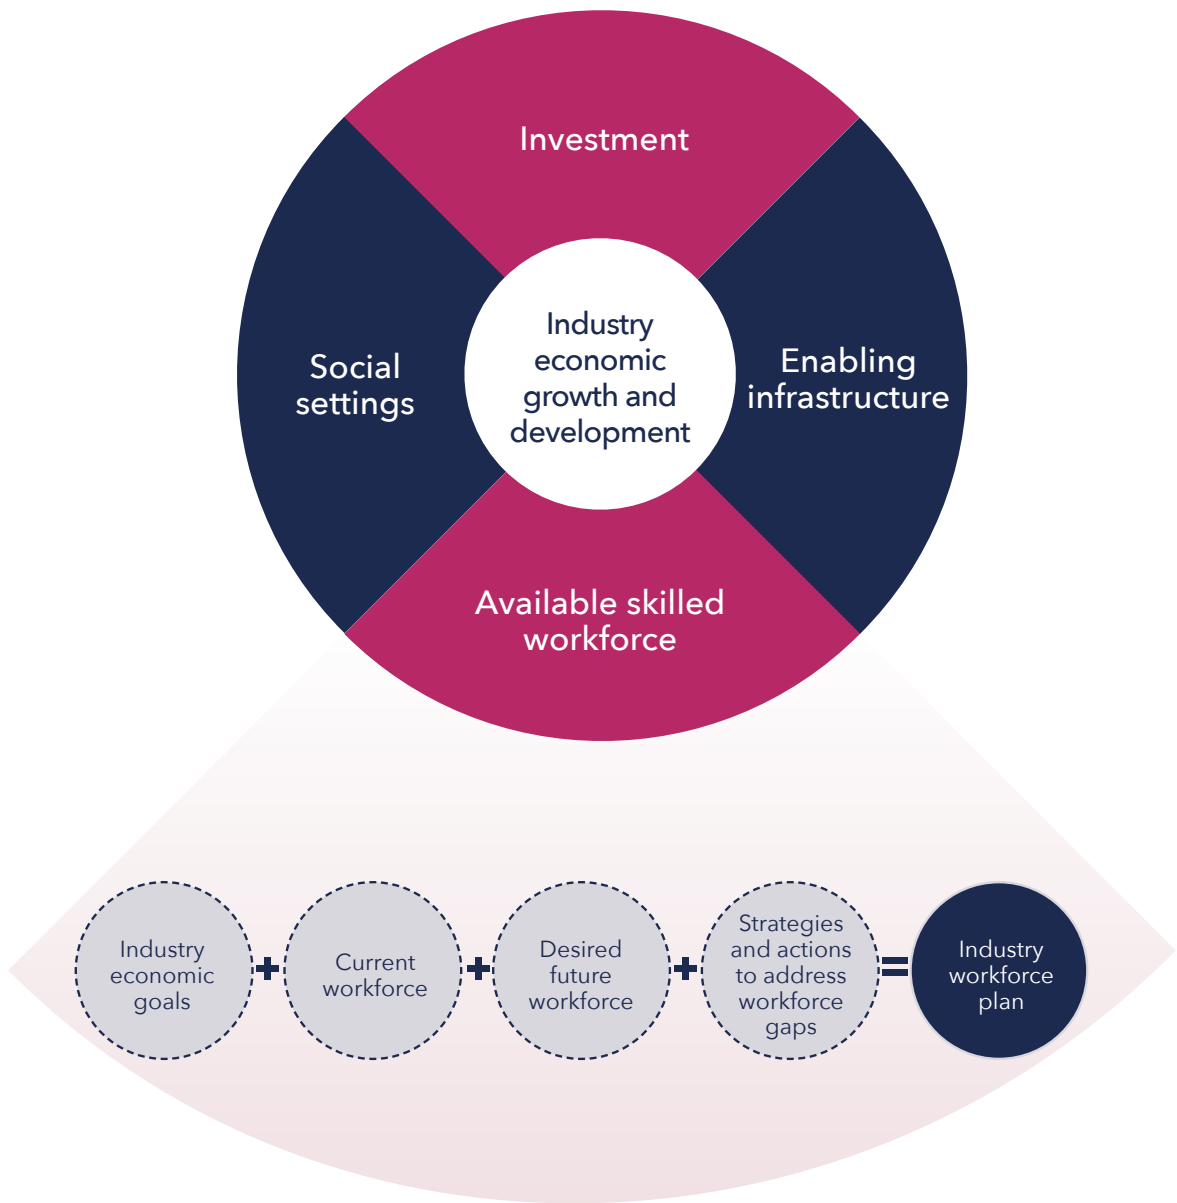 Investment
Social
settings
Industry
economic
growth and
development
Enabling
infrastructure
Available skilled
workforce
Industry
economic
goals
+
Current
workforce
+
Desired
future
workforce
+
Strategies
and actions
to address
workforce
gaps
=
Industry
workforce
plan